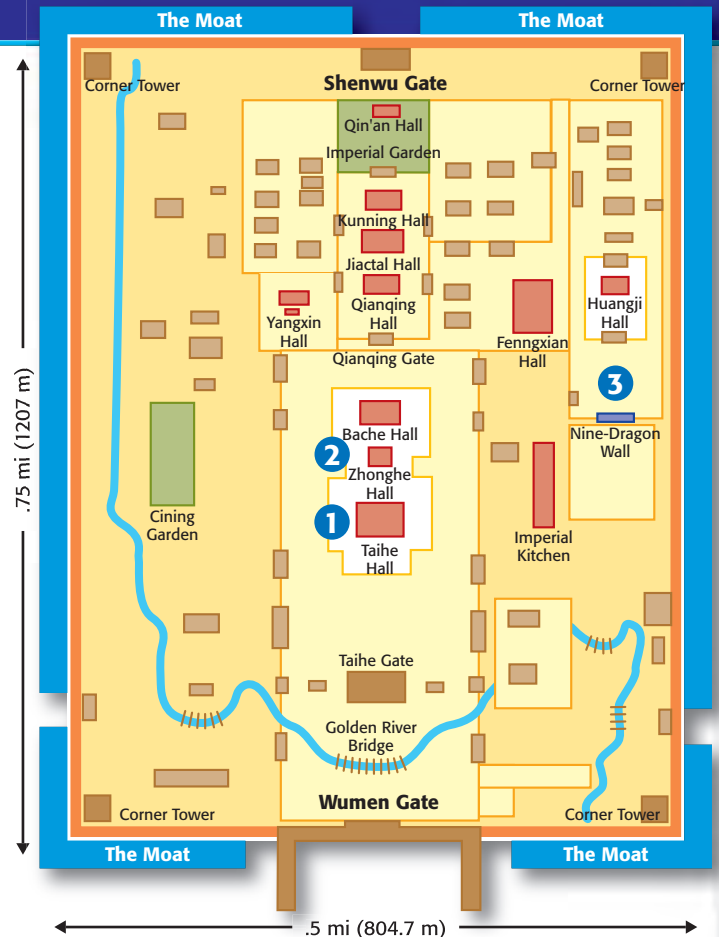 The Moat
The Moat
Corner Tower
Shenwu Gate
Corner Tower
Qin'an Hall
Imperial Garden
Kunning Hall
Jiactal Hall
Qianqing
Hall
Yangxin
Hall
Fenngxian
Hall
Huangji
Hall
Qianqing Gate
3
Bache Hall
Nine-Dragon
Wall
2
Zhonghe
Hall
.75 mi (1207 m)
Cining
Garden
1
Taihe
Hall
Imperial
Kitchen
Taihe Gate
Golden River
Bridge
Wumen Gate
Corner Tower
Corner Tower
The Moat
The Moat
.5 mi (804.7 m)